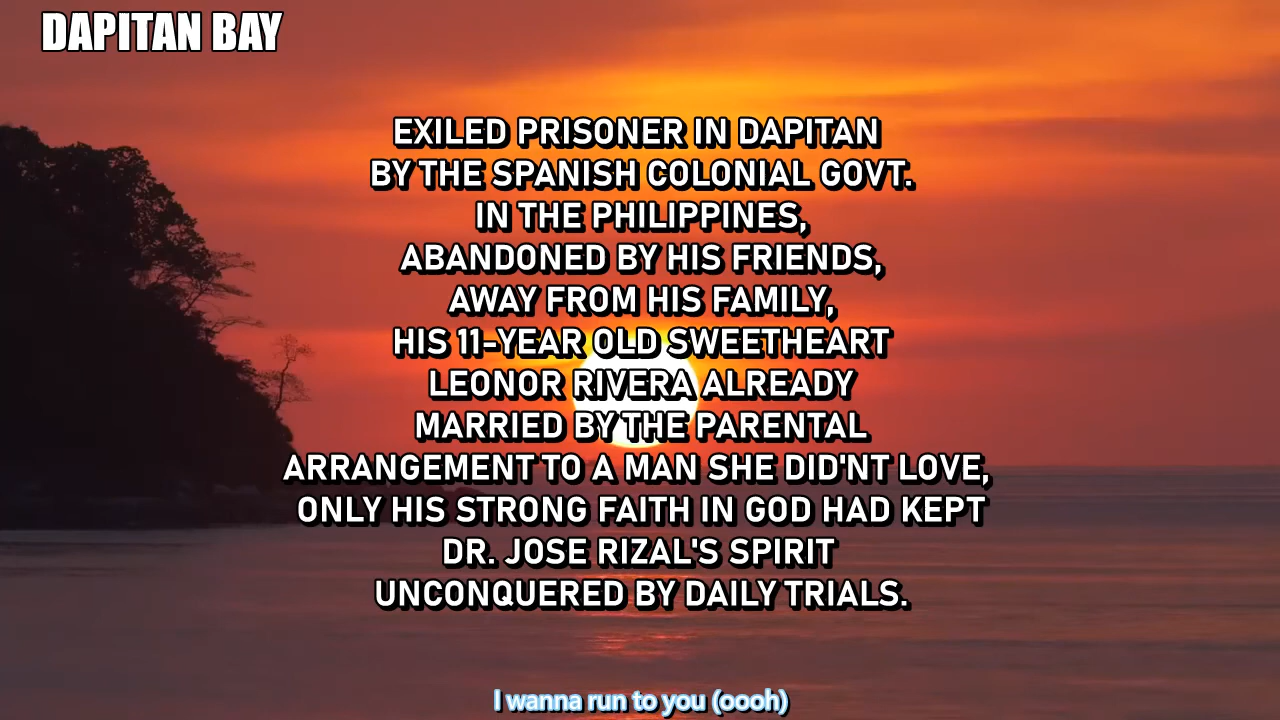 DAPITAN BAY
EXILED PRISONER IN DAPITAN
BY THE SPANISH COLONIAL GOVT.
IN THE PHILIPPINES,
ABANDONED BY HIS FRIENDS,
AWAY FROM HIS FAMILY,
HIS 11-YEAR OLD SWEETHEART
LEONOR RIVERA ALREADY
MARRIED BY THE PARENTAL
ARRANGEMENT TO A MAN SHE DID'NT LOVE,
ONLY HIS STRONG FAITH IN GOD HAD KEPT
DR. JOSE RIZAL'S SPIRIT
UNCONQUERED BY DAILY TRIALS.
I wanna run to you (oooh)